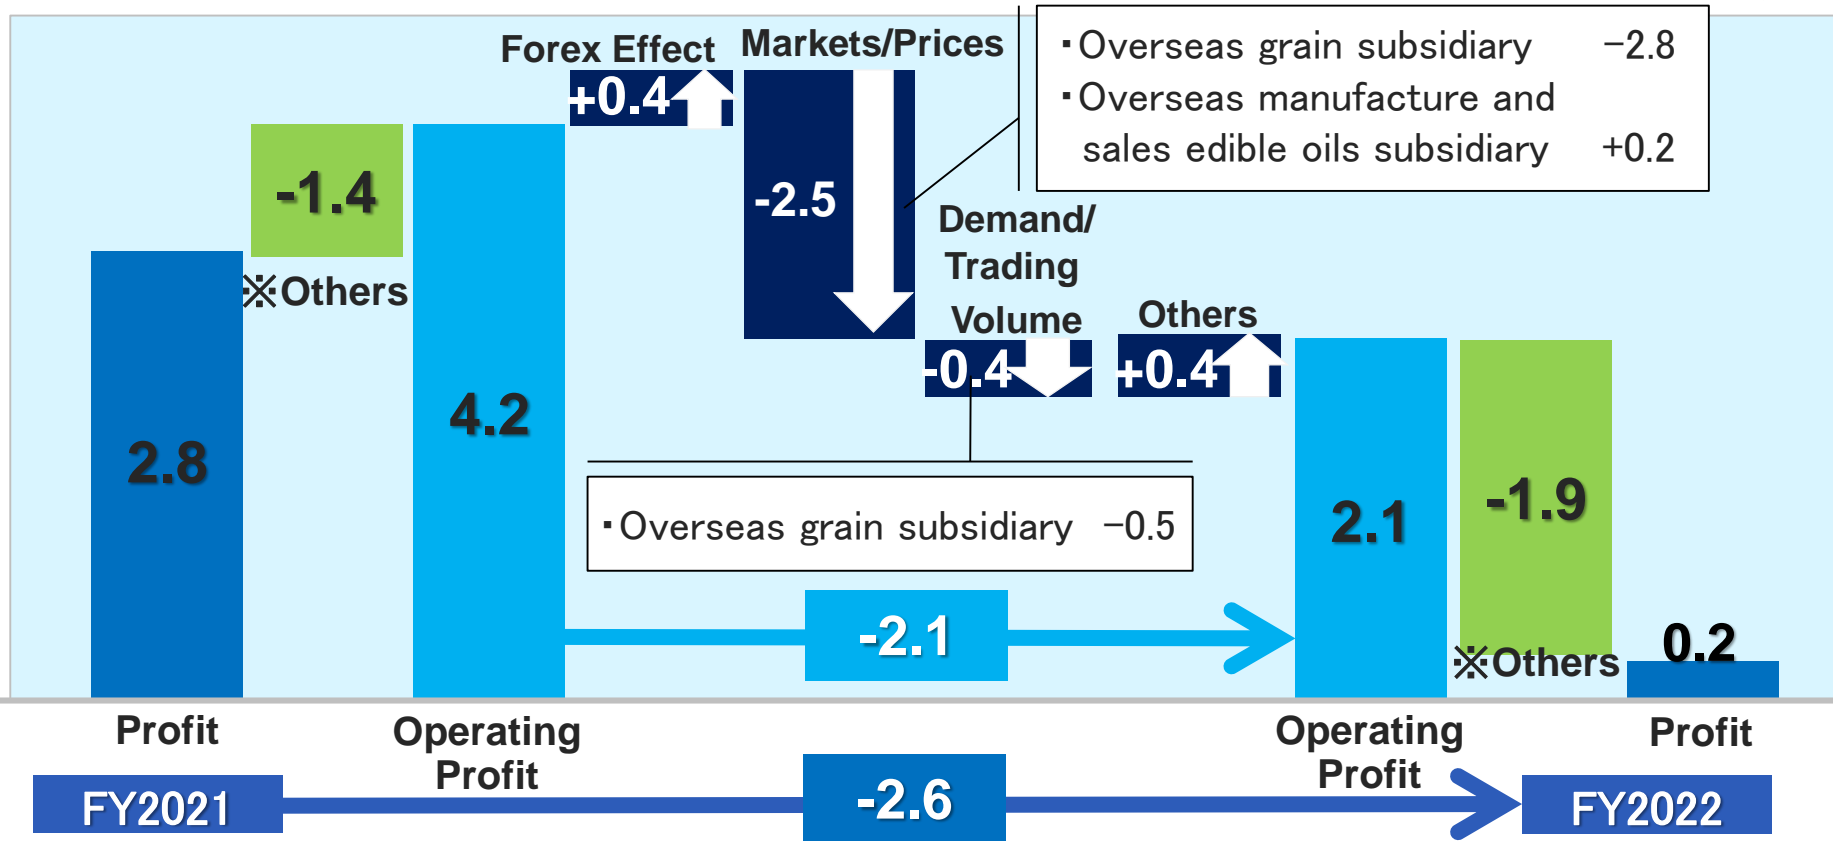 Forex Effect
+0.4
Markets/Prices
-2.5
・Overseas grain subsidiary −2.8
・Overseas manufacture and
sales edible oils subsidiary +0.2
Demand/
Trading
Volume
-0.4
Others
+0.4
-1.4
※Others
2.8
4.2
・Overseas grain subsidiary −0.5
2.1
-1.9
※Others
0.2
-2.1
Profit
Operating
Profit
Operating
Profit
Profit
FY2021
-2.6
FY2022